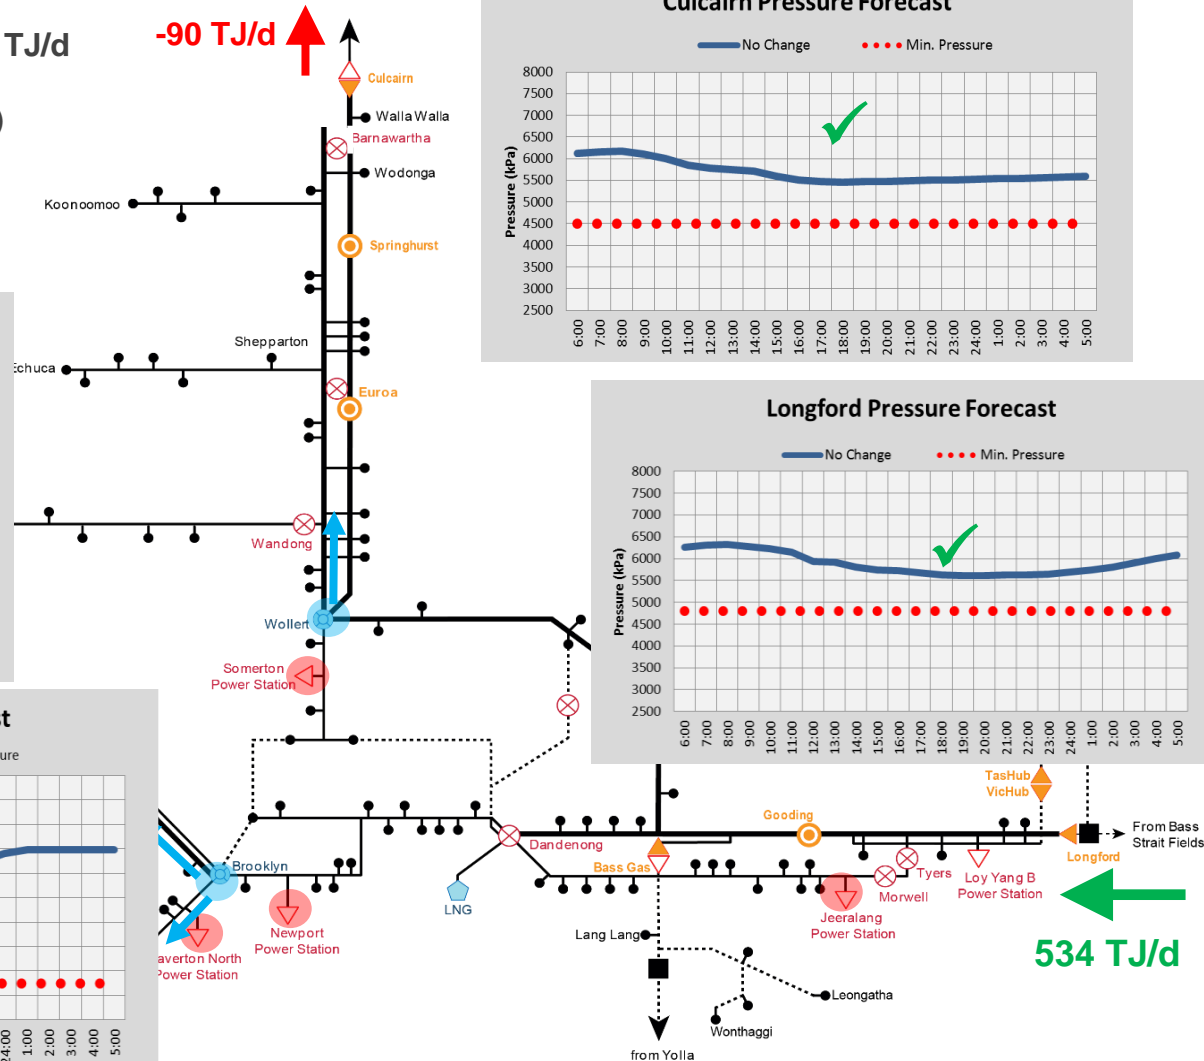 TJ/d
-90 TJ/d
)
Culcairn
Walla Walla
Barnawartha
Wodonga
Koonoomoo
Springhurst
Shepparton
Echuca
Euroa
Wandong
Wollert
Somerton
Power Station
Culcairn Pressure Forecast
No Change
Min. Pressure
Pressure (kPa)
8000
7500
7000
6500
6000
5500
5000
4500
4000
3500
3000
2500
6:00 7:00 8:00 9:00 10:00 11:00 12:00 13:00 14:00 15:00 16:00 17:00 18:00 19:00 20:00 21:00 22:00 23:00 24:00 1:00 2:00 3:00 4:00 5:00
Longford Pressure Forecast
No Change
Min. Pressure
Pressure (kPa)
8000
7500
7000
6500
6000
5500
5000
4500
4000
3500
3000
2500
6:00 7:00 8:00 9:00 10:00 11:00 12:00 13:00 14:00 15:00 16:00 17:00 18:00 19:00 20:00 21:00 22:00 23:00 24:00 1:00 2:00 3:00 4:00 5:00
st
ure
24:00 1:00 2:00 3:00 4:00 5:00
TasHub
VicHub
Gooding
From Bass
Strait Fields
Longford
Dandenong
Bass Gas
Brooklyn
LNG
Tyers
Morwell
Loy Yang B
Power Station
Jeeralang
Power Station
Newport
Power Station
averton North
Power Station
534 TJ/d
Lang Lang
Leongatha
Wonthaggi
from Yolla